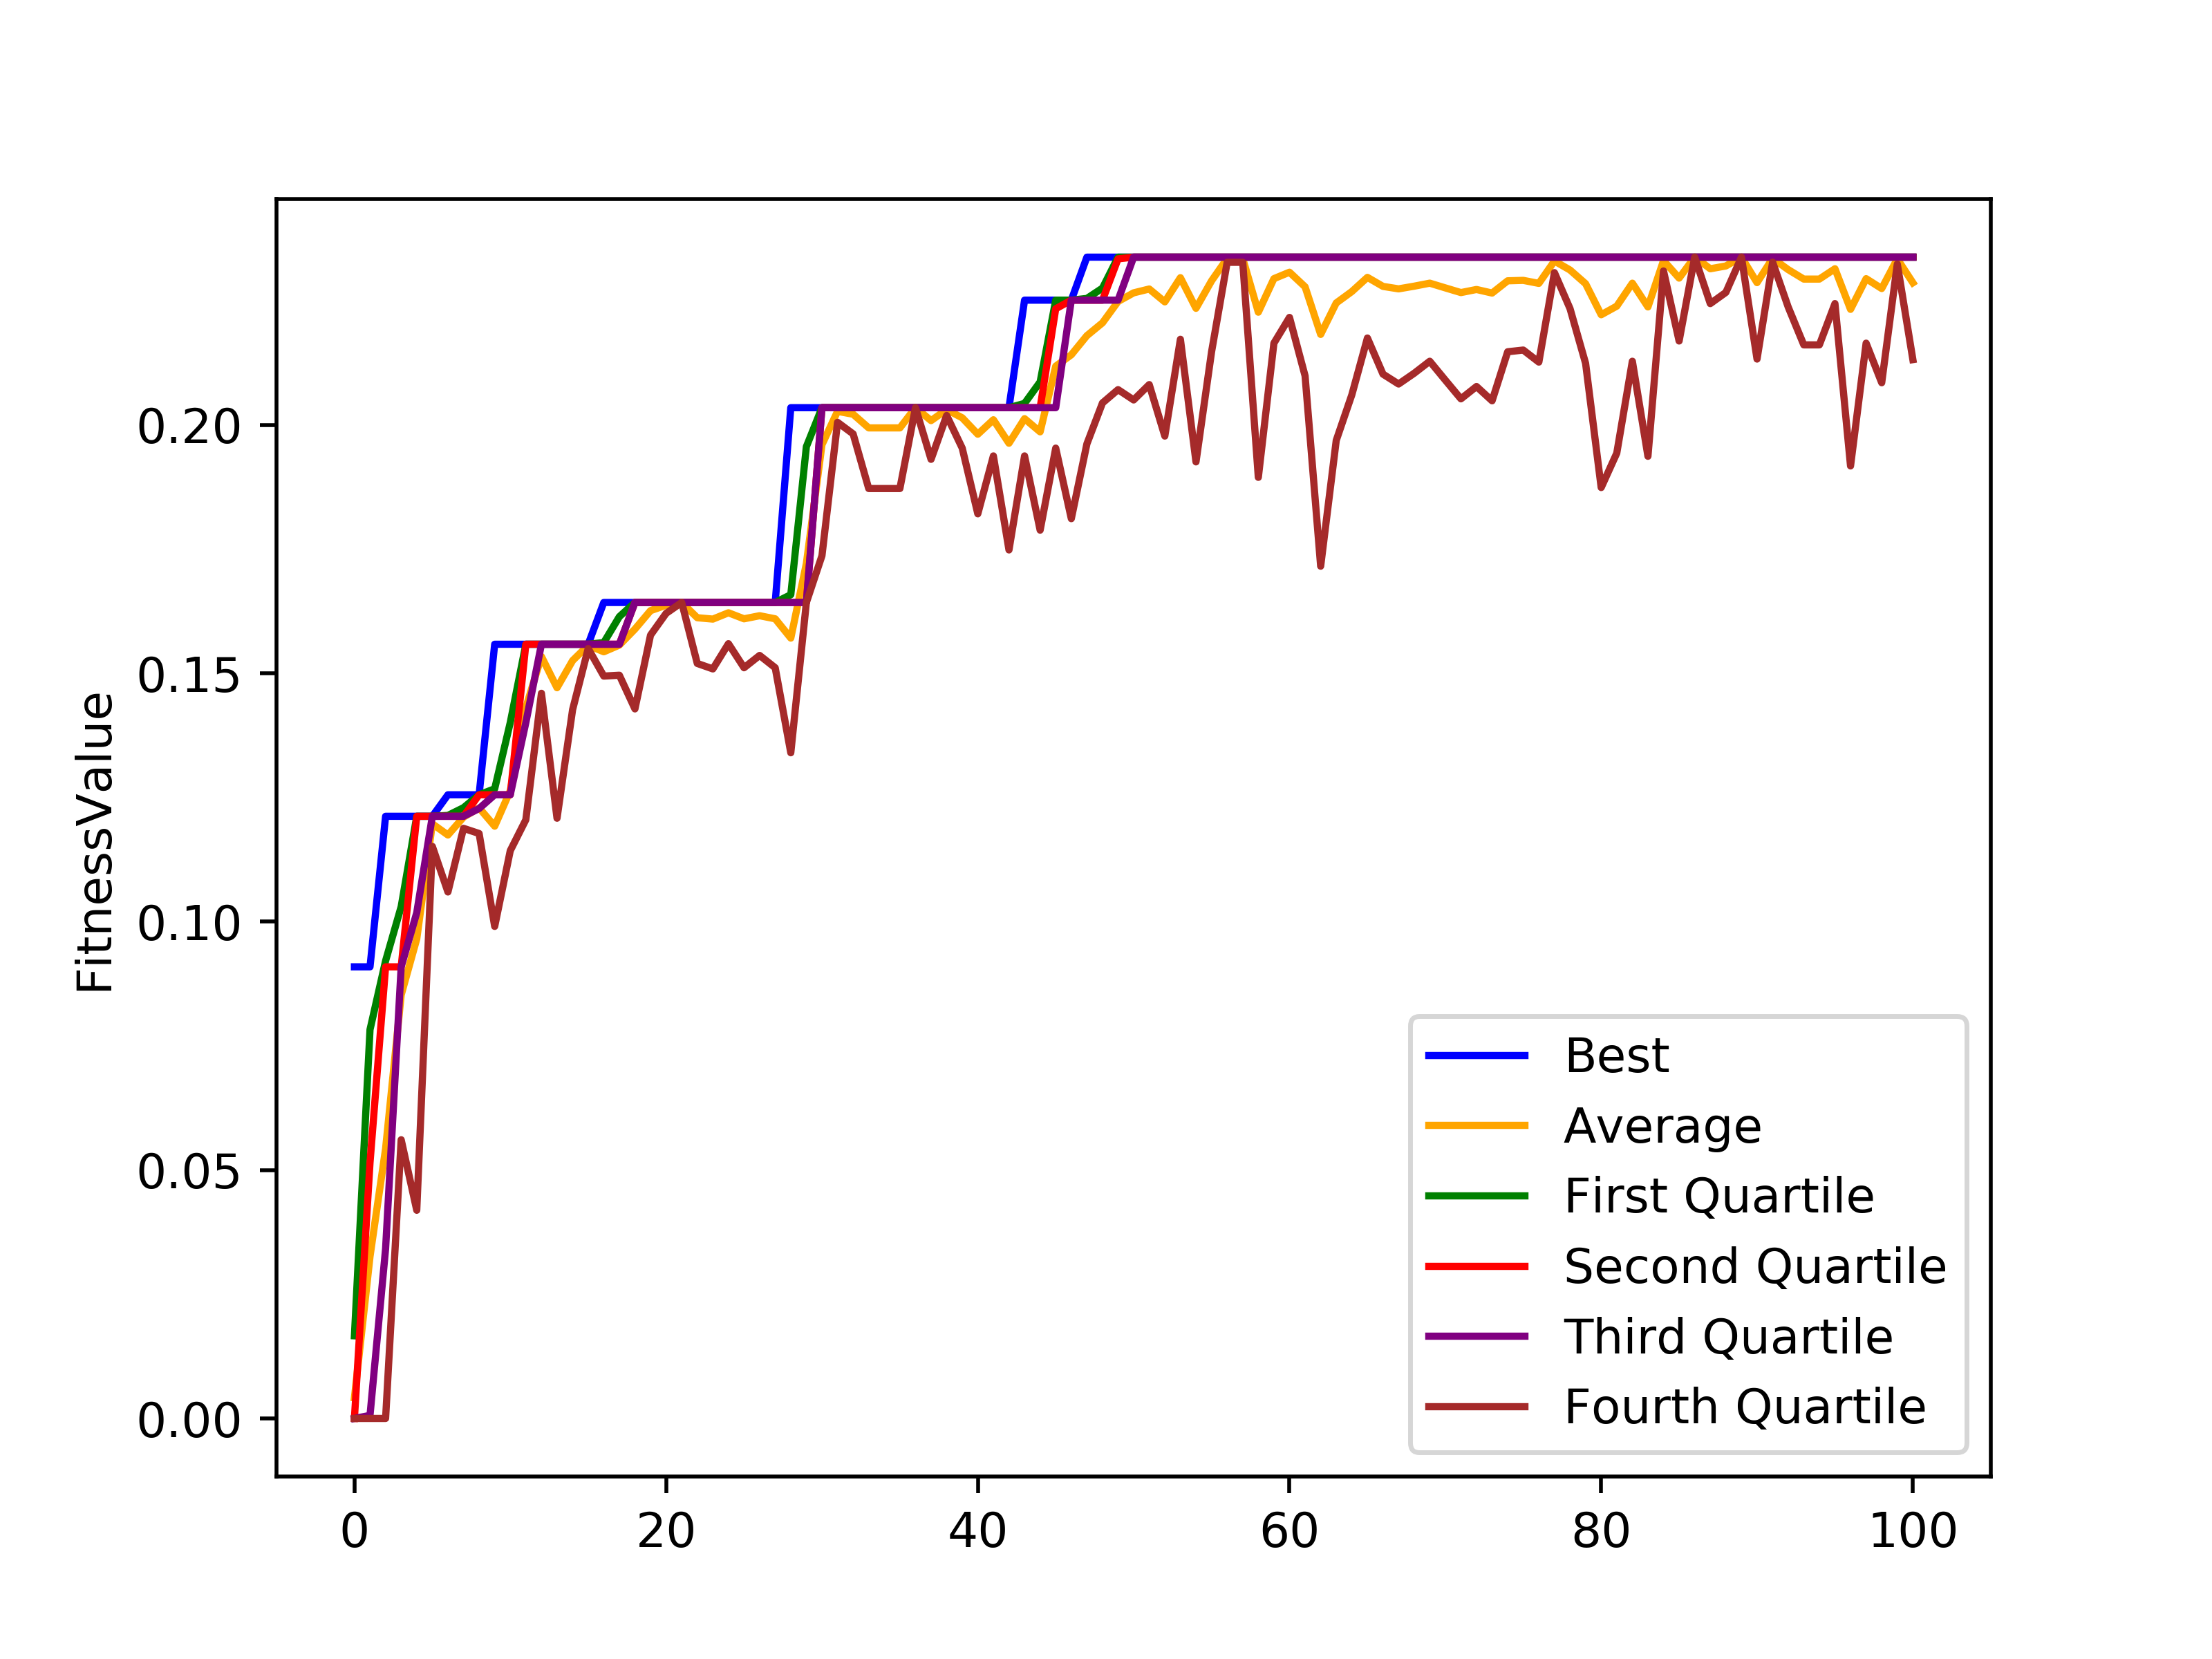 FitnessValue
0.20
0.15
0.10
0.05
0.00
0
20
40
60
80
100
Best
Average
First Quartile
Second Quartile
Third Quartile
Fourth Quartile